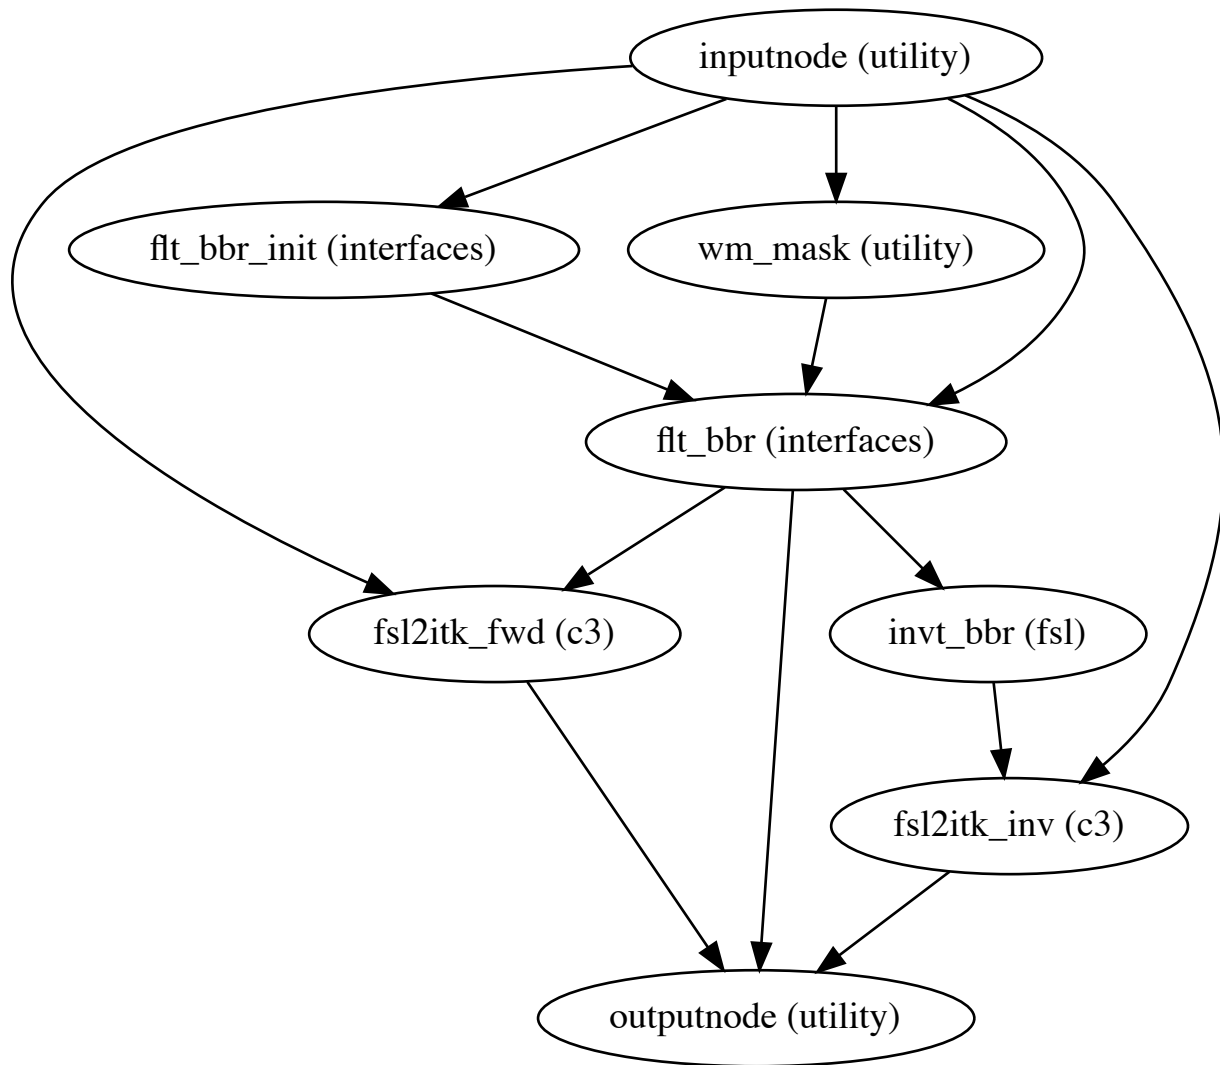 inputnode (utility)
flt_bbr_init (interfaces)
wm_mask (utility)
flt_bbr (interfaces)
fsl2itk_fwd (c3)
invt_bbr (fsl)
fsl2itk_inv (c3)
outputnode (utility)